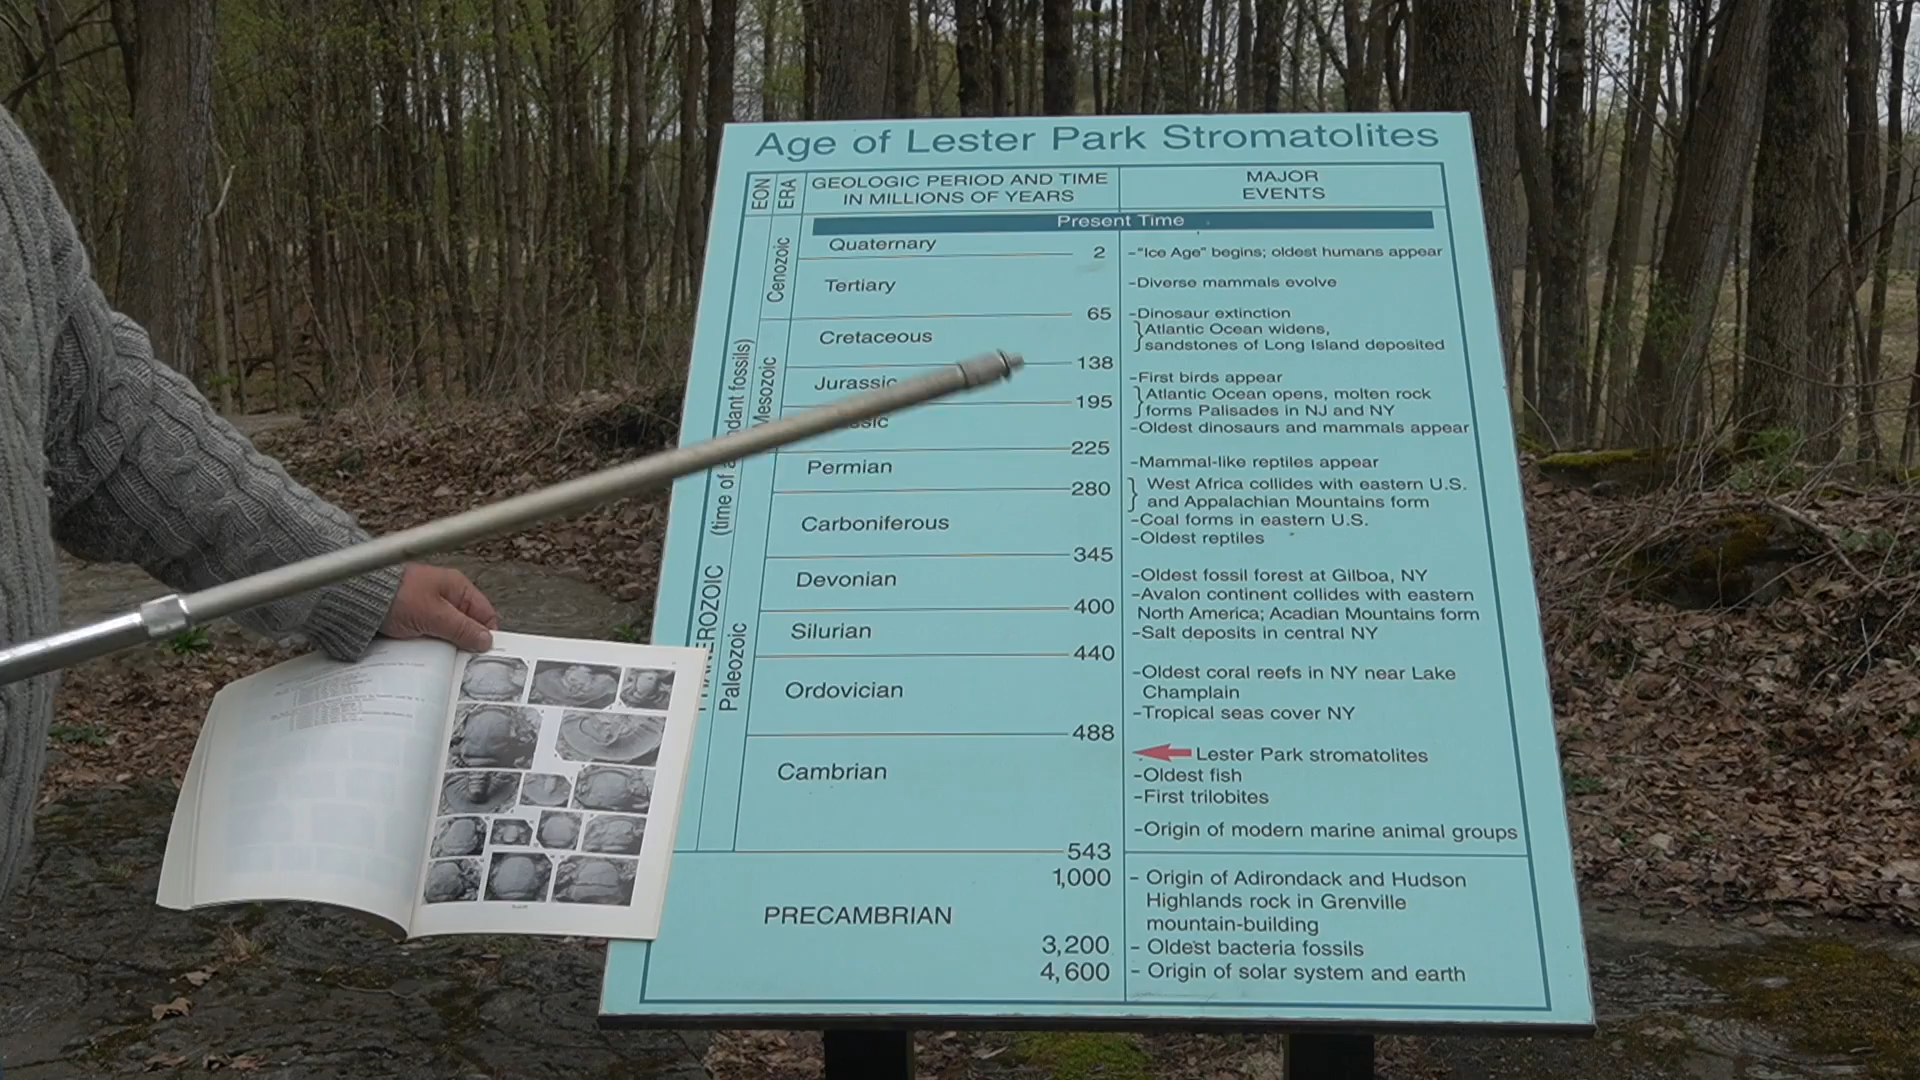 Age of Lester Park Stromatolites
EON
ERA
GEOLOGIC PERIOD AND TIME
IN MILLIONS OF YEARS
MAJOR
EVENTS
Present Time
Cenozoic
Quaternary
2
-"Ice Age" begins; oldest humans appear
Tertiary
-Diverse mammals evolve
65
-Dinosaur extinction
(time of a ndant fossils)
Mesozoic
Cretaceous
Atlantic Ocean widens,
sandstones of Long Island deposited
138
Jurassic
-First birds appear
Atlantic Ocean opens, molten rock
forms Palisades in NJ and NY
195
ssic
-Oldest dinosaurs and mammals appear
225
Permian
-Mammal-like reptiles appear
280
West Africa collides with eastern U.S.
and Appalachian Mountains form
Carboniferous
-Coal forms in eastern U.S.
-Oldest reptiles
345
EROZOIC
Paleozoic
Devonian
-Oldest fossil forest at Gilboa, NY
-Avalon continent collides with eastern
North America; Acadian Mountains form
400
Silurian
-Salt deposits in central NY
440
Ordovician
-Oldest coral reefs in NY near Lake
Champlain
-Tropical seas cover NY
488
Lester Park stromatolites
Cambrian
-Oldest fish
-First trilobites
-Origin of modern marine animal groups
543
PRECAMBRIAN
1,000
- Origin of Adirondack and Hudson
Highlands rock in Grenville
mountain-building
3,200
- Oldest bacteria fossils
4,600
- Origin of solar system and earth